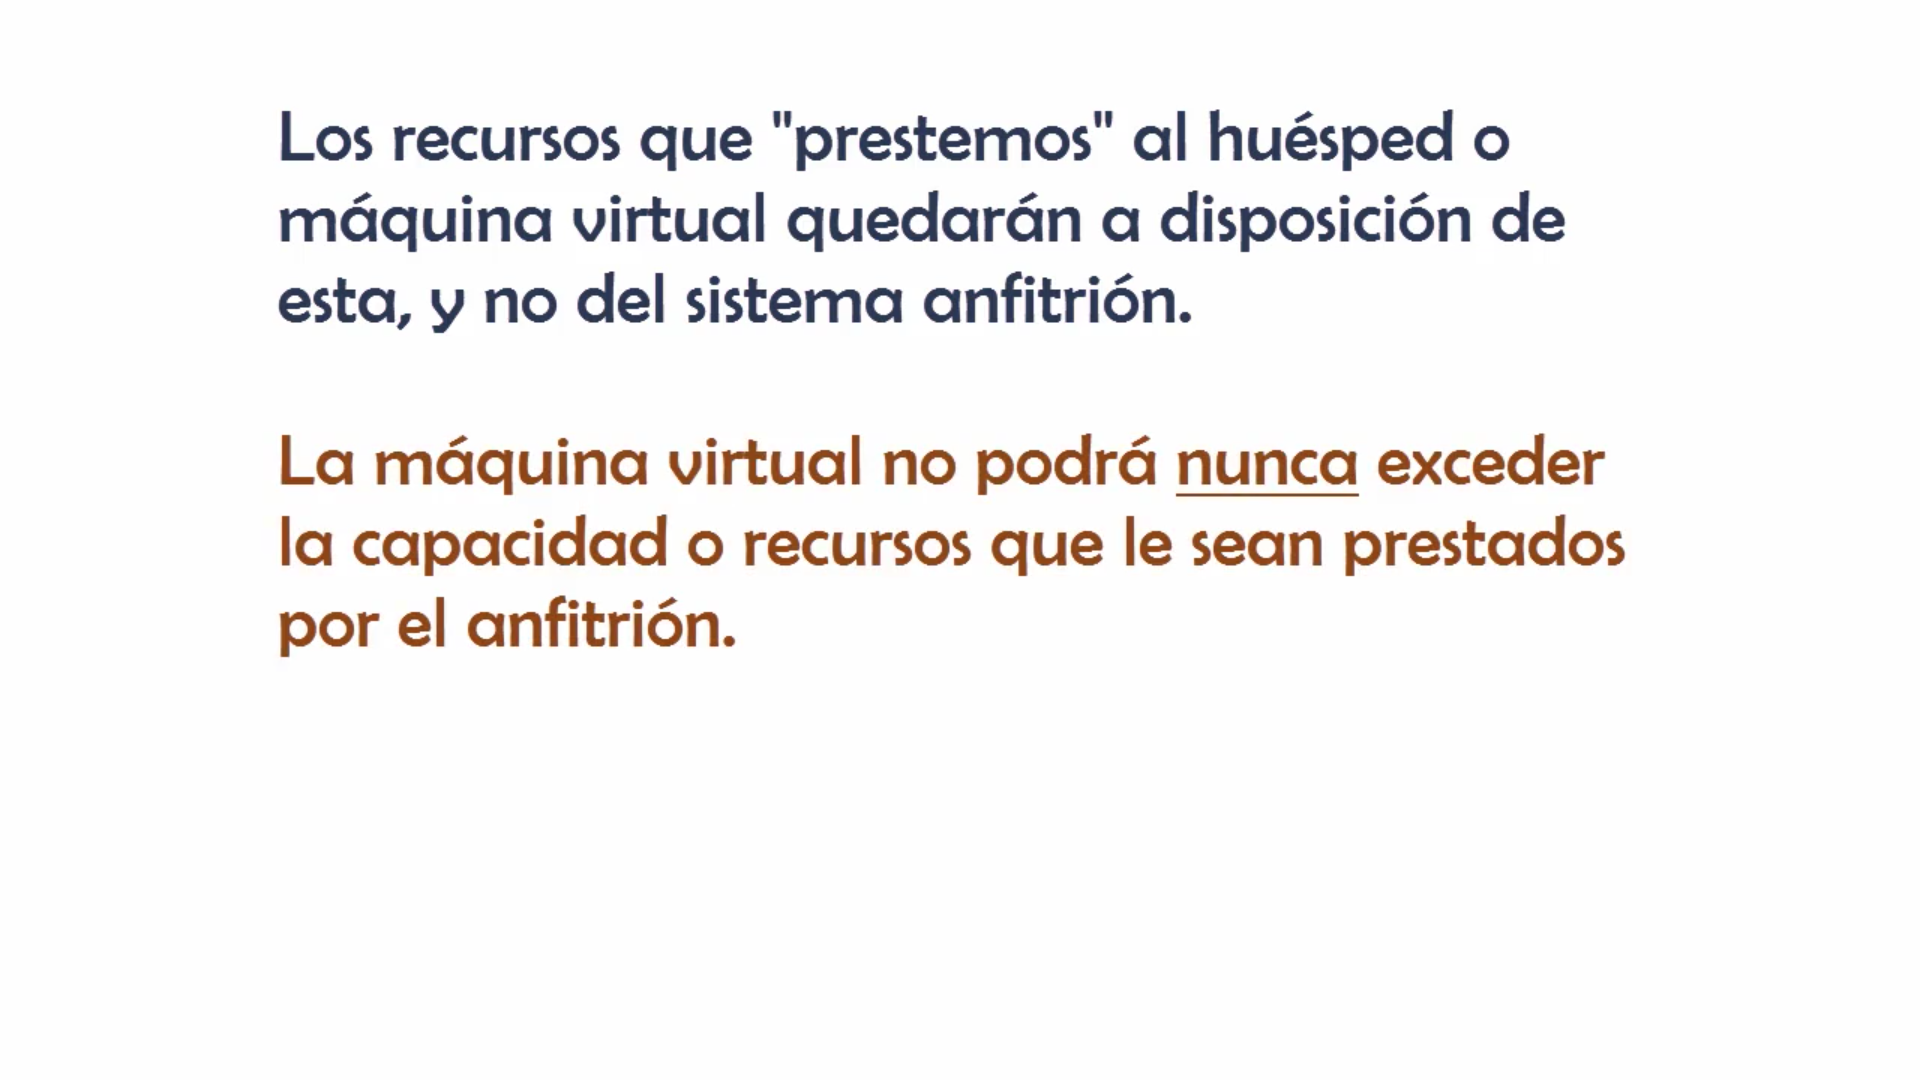 Los recursos que "prestemos" al huésped o
máquina virtual quedarán a disposición de
esta, y no del sistema anfitrión.
La máquina virtual no podrá nunca exceder
la capacidad o recursos que le sean prestados
por el anfitrión.